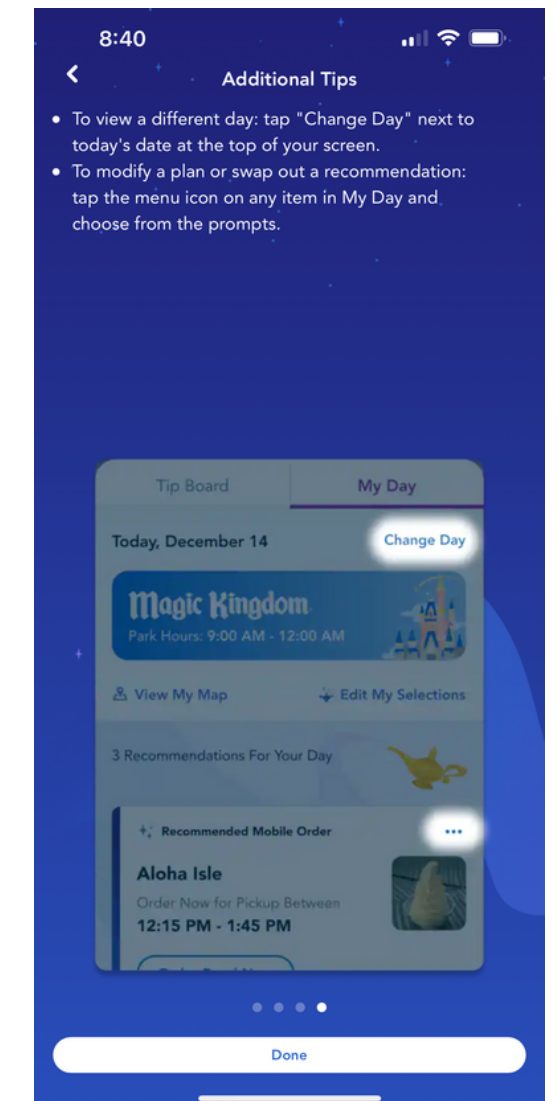 8:40
Additional Tips
• To view a different day: tap "Change Day" next to
today's date at the top of your screen.
• To modify a plan or swap out a recommendation:
tap the menu icon on any item in My Day and
choose from the prompts.
Tip Board My Day
Today, December 14 Change Day
Magic Kingdom
Park Hours: 9:00 AM - 12:00 AM
View My Map Edit My Selections
3 Recommendations For Your Day
Recommended Mobile Order
Aloha Isle
Order Now for Pickup Between
12:15 PM - 1:45 PM
Done